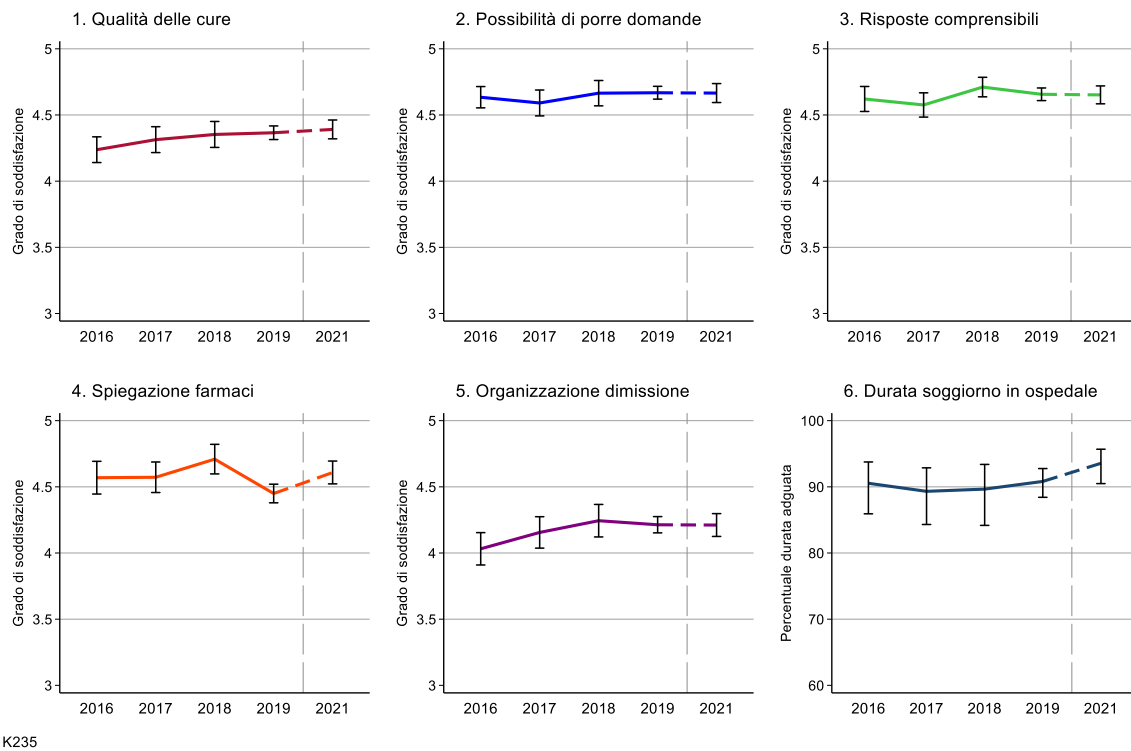 1. Qualità delle cure
Grado di soddisfazione
5
4.5
4
3.5
3
2016 2017 2018 2019 2021
2. Possibilità di porre domande
Grado di soddisfazione
5
4.5
4
3.5
3
2016 2017 2018 2019 2021
3. Risposte comprensibili
Grado di soddisfazione
5
4.5
4
3.5
3
2016 2017 2018 2019 2021
4. Spiegazione farmaci
Grado di soddisfazione
5
4.5
4
3.5
3
2016 2017 2018 2019 2021
5. Organizzazione dimissione
Grado di soddisfazione
5
4.5
4
3.5
3
2016 2017 2018 2019 2021
6. Durata soggiorno in ospedale
Percentuale durata adguata
100
90
80
70
60
2016 2017 2018 2019 2021
K235